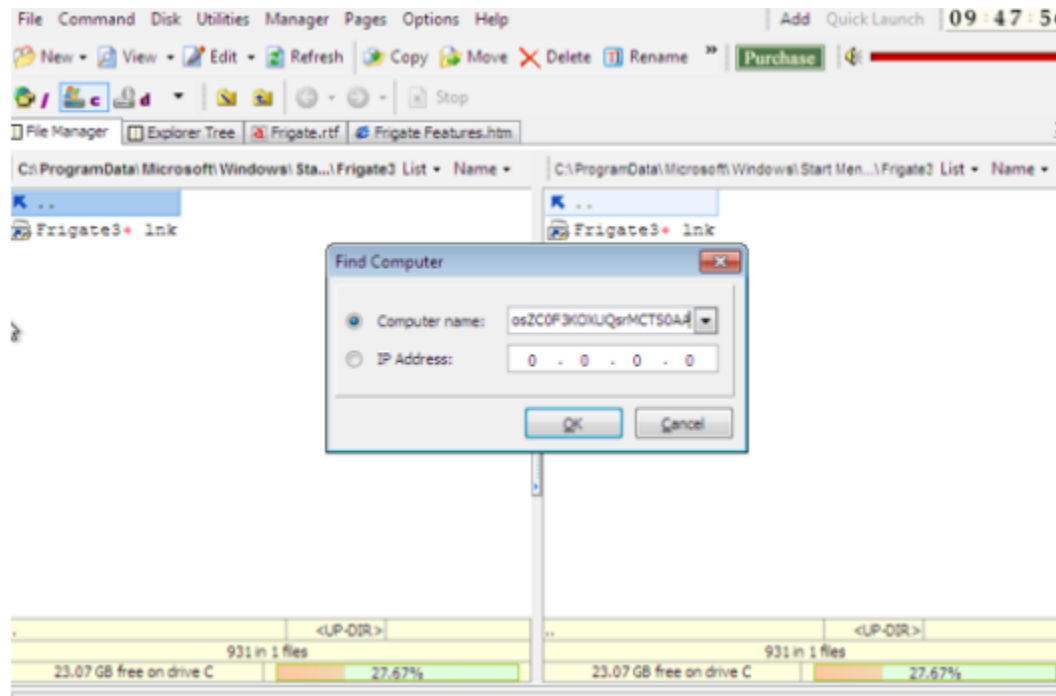 File Command Disk Utilities Manager Pages Options Help Add Quick Launch 09:47:5
New View Edit Refresh Copy Move Delete Rename » Purchase
/ c d Stop
File Manager Explorer Tree Frigate.rtf Frigate Features.htm
C:\ProgramData\Microsoft\Windows\Sta...\Frigate3 List Name C:\ProgramData\Microsoft\Windows\Start Men...\Frigate3 List Name
.. ..
Frigate3+ lnk Frigate3+ lnk
Find Computer
Computer name:
IP Address: 0 . 0 . 0 . 0
OK Cancel
.. <UP-DIR> .. <UP-DIR>
931 in 1 files 931 in 1 files
23.07 GB free on drive C 27.67% 23.07 GB free on drive C 27.67%